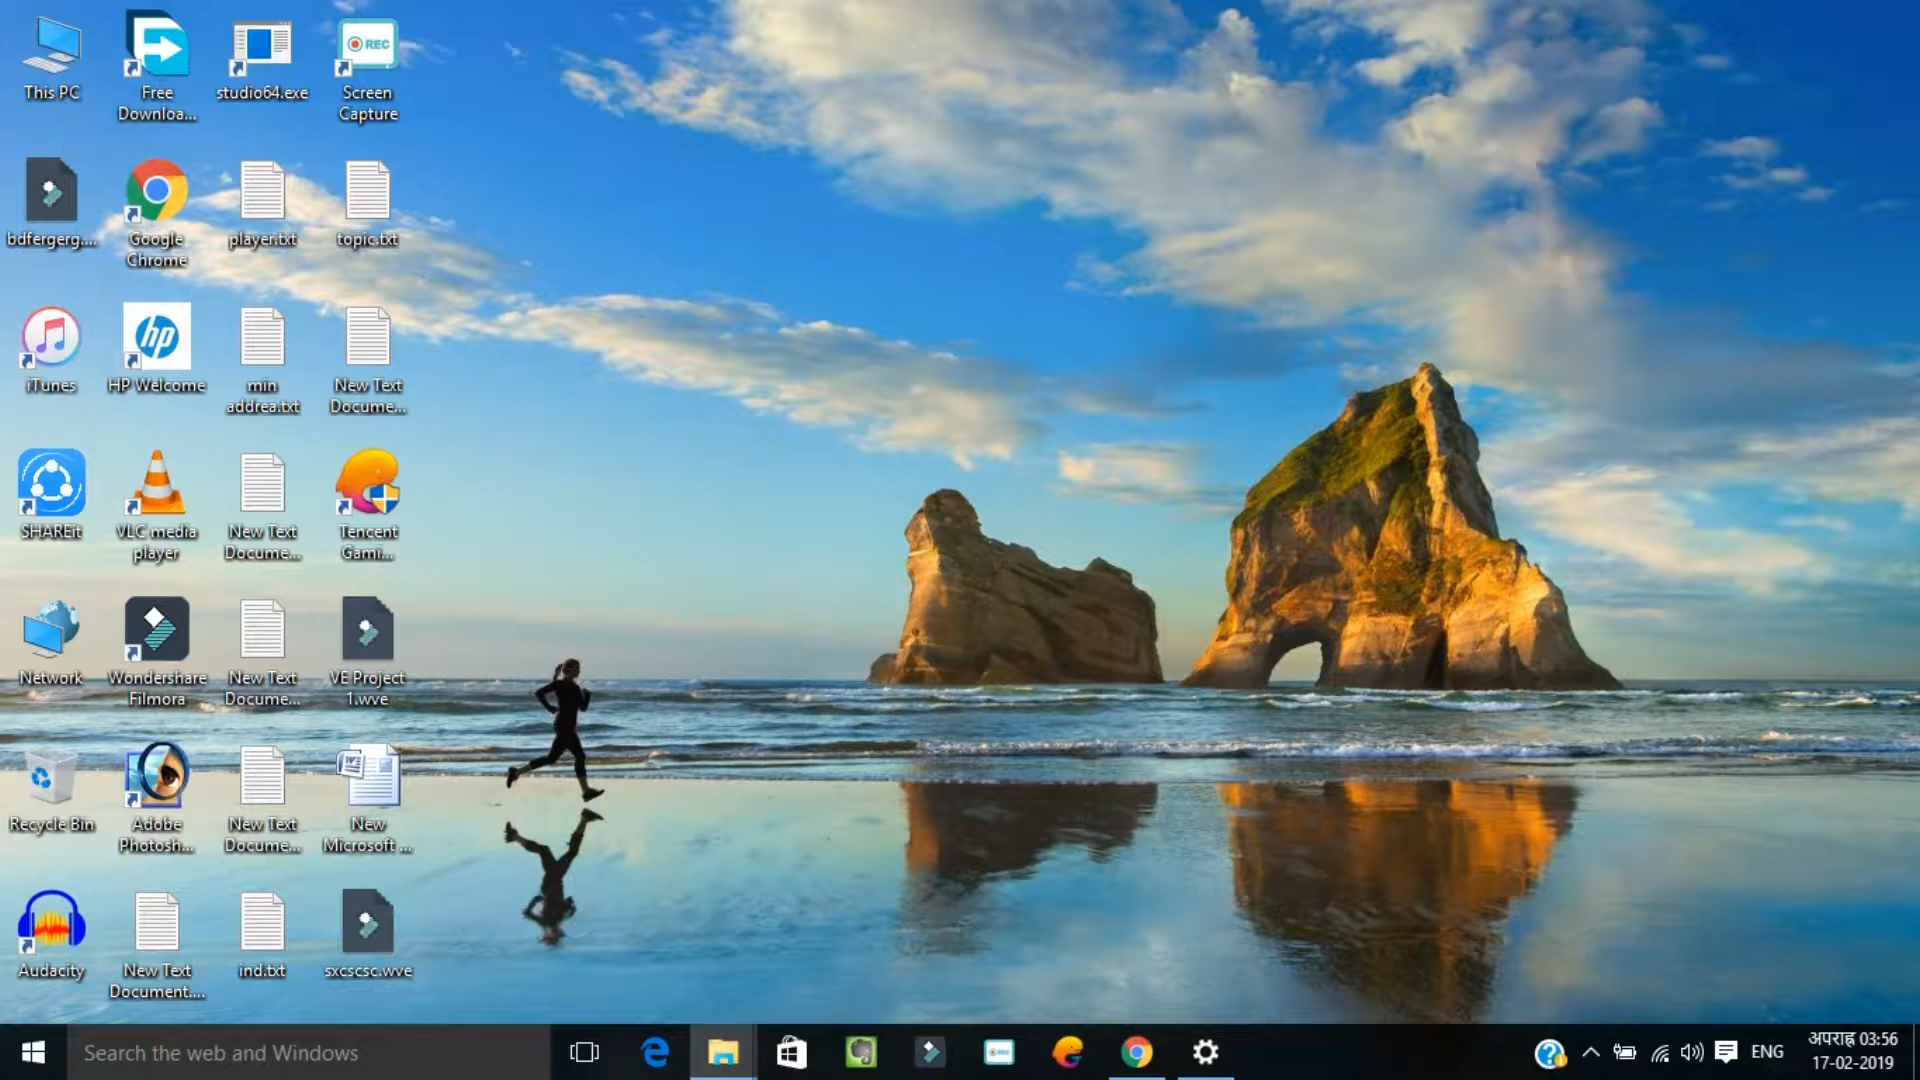 This PC
Free
Downloa...
studio64.exe
REC
Screen
Capture
bdfergerg....
Google
Chrome
player.txt
topic.txt
iTunes
hp
HP Welcome
min
addrea.txt
New Text
Docume...
SHAREit
VLC media
player
New Text
Docume...
Tencent
Gami...
Network
Wondershare
Filmora
New Text
Docume...
VE Project
1.wve
Recycle Bin
Adobe
Photosh...
New Text
Docume...
New
Microsoft ...
Audacity
New Text
Document....
ind.txt
sxcscsc.wve
Search the web and Windows
ENG
अपराह्न 03:56
17-02-2019